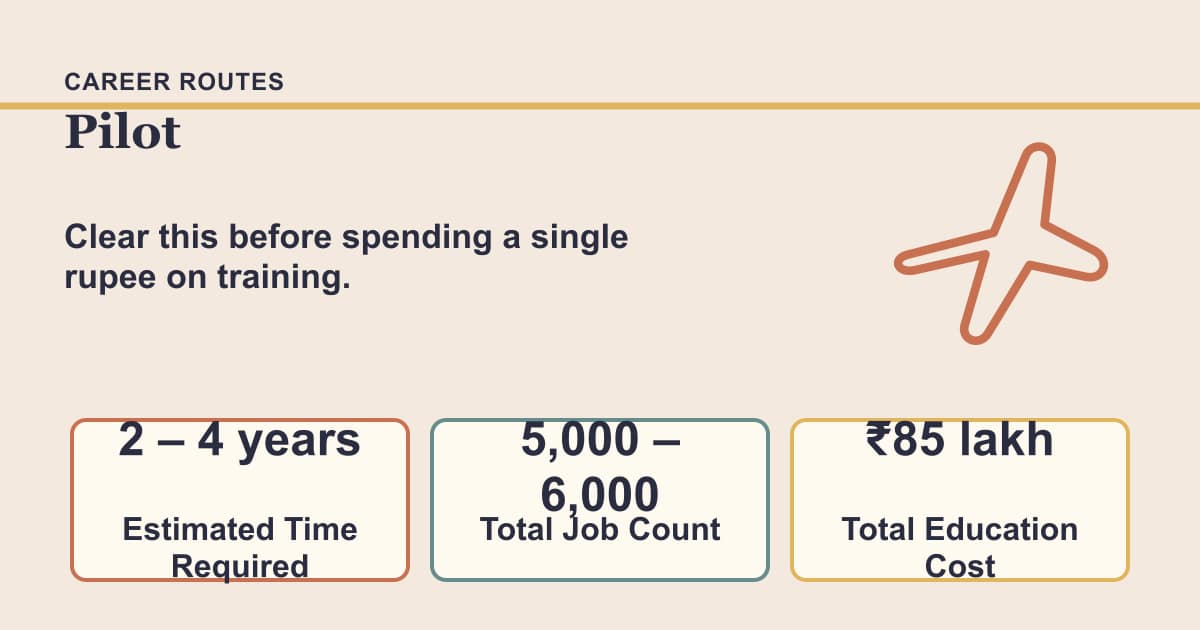 CAREER ROUTES
Pilot
Clear this before spending a single
rupee on training.
2 – 4 years
Estimated Time
Required
5,000 –
6,000
Total Job Count
₹85 lakh
Total Education
Cost